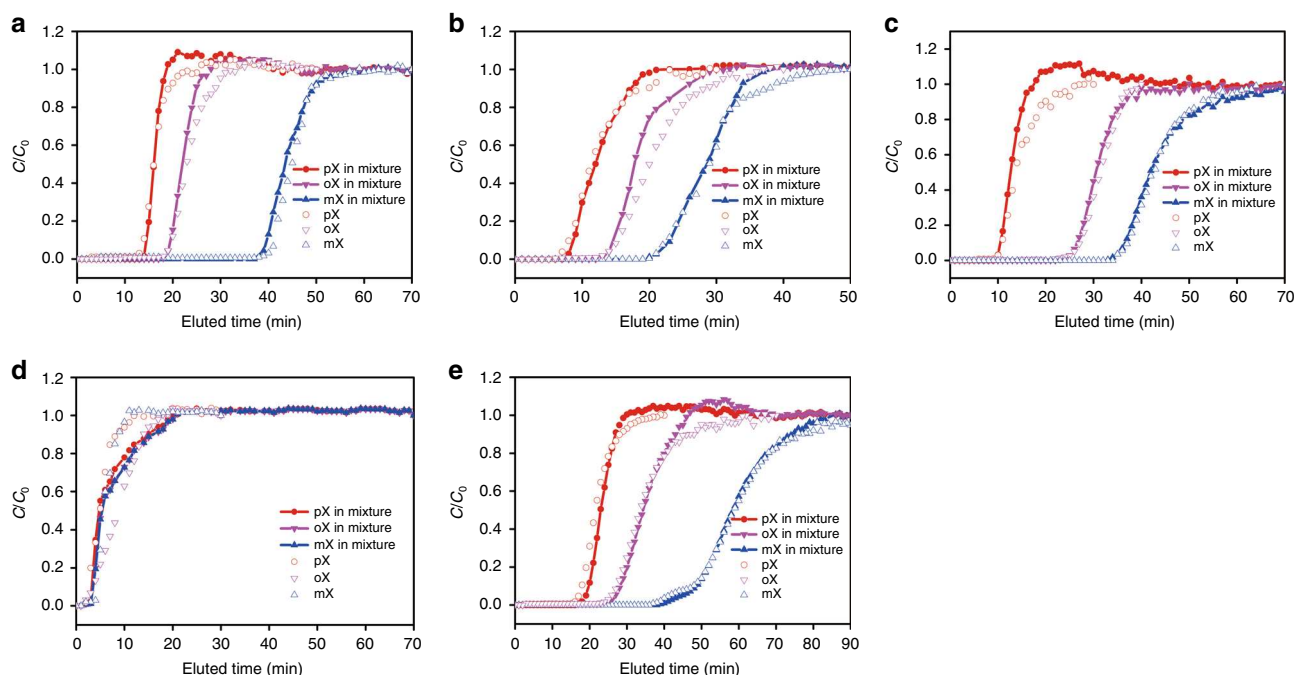 a
1.2
1.0
0.8
0.6
0.4
0.2
0.0
C/C0
pX in mixture
oX in mixture
mX in mixture
pX
oX
mX
0 10 20 30 40 50 60 70
Eluted time (min)
b
1.2
1.0
0.8
0.6
0.4
0.2
0.0
C/C0
pX in mixture
oX in mixture
mX in mixture
pX
oX
mX
0 10 20 30 40 50
Eluted time (min)
c
1.2
1.0
0.8
0.6
0.4
0.2
0.0
C/C0
pX in mixture
oX in mixture
mX in mixture
pX
oX
mX
0 10 20 30 40 50 60 70
Eluted time (min)
d
1.2
1.0
0.8
0.6
0.4
0.2
0.0
C/C0
pX in mixture
oX in mixture
mX in mixture
pX
oX
mX
0 10 20 30 40 50 60 70
Eluted time (min)
e
1.2
1.0
0.8
0.6
0.4
0.2
0.0
C/C0
pX in mixture
oX in mixture
mX in mixture
pX
oX
mX
0 10 20 30 40 50 60 70 80 90
Eluted time (min)